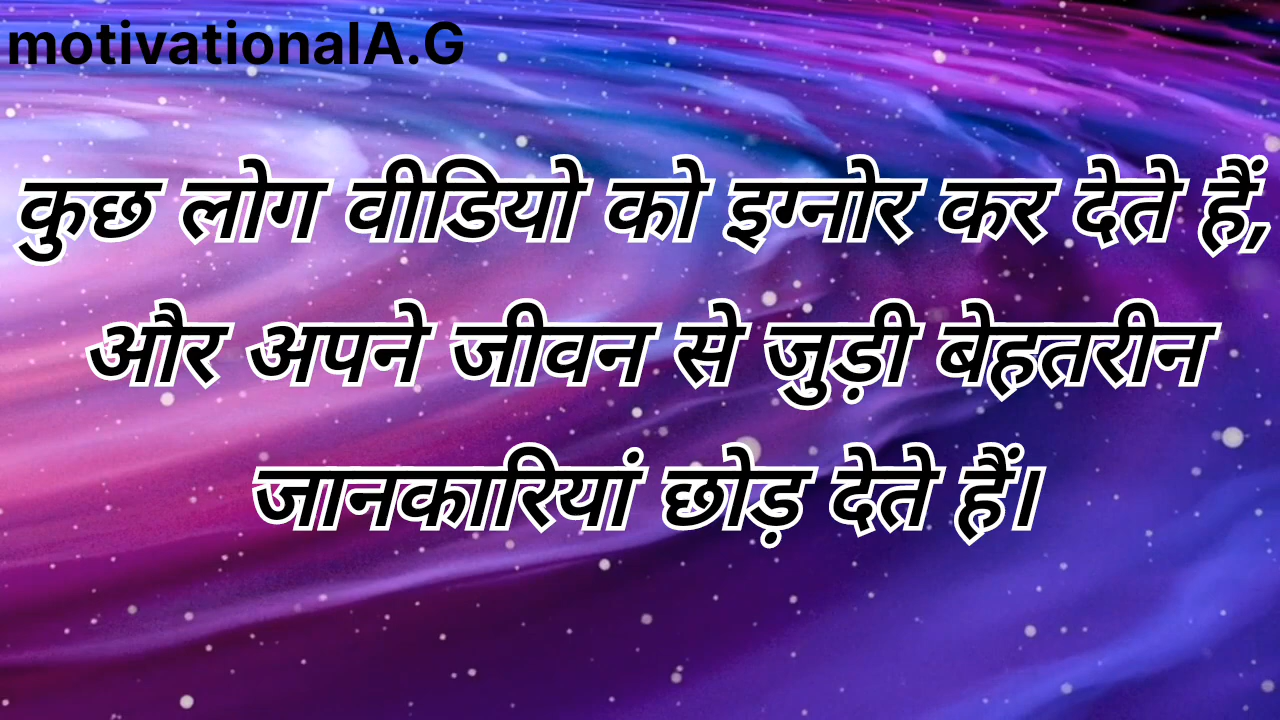 motivationalA.G
कुछ लोग वीडियो को इग्नोर कर देते हैं,
और अपने जीवन से जुड़ी बेहतरीन
जानकारियां छोड़ देते हैं।